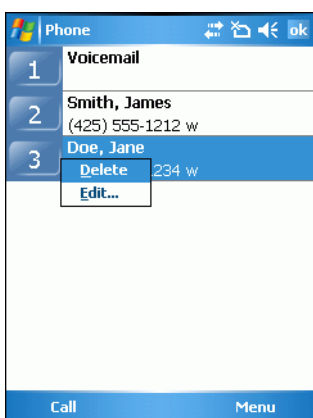 Phone ok
1 Voicemail
2 Smith, James
(425) 555-1212 w
3 Doe, Jane
Delete 234 w
Edit...
Call Menu